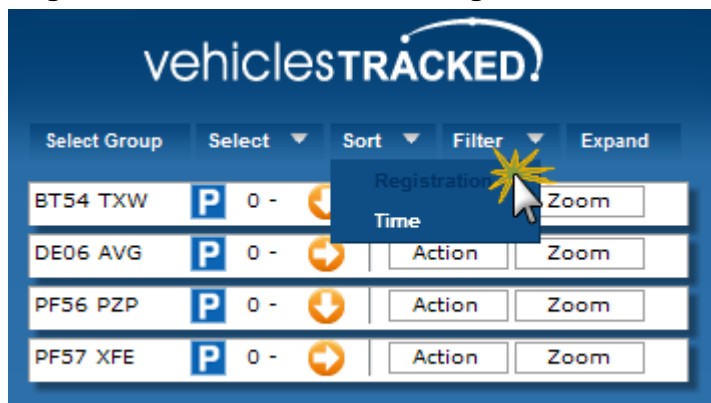 vehiclesTRACKED!
Select Group Select Sort Filter Expand
Registration
BT54 TXW P 0 - Zoom
Time
DE06 AVG P 0 - Action Zoom
PF56 PZP P 0 - Action Zoom
PF57 XFE P 0 - Action Zoom